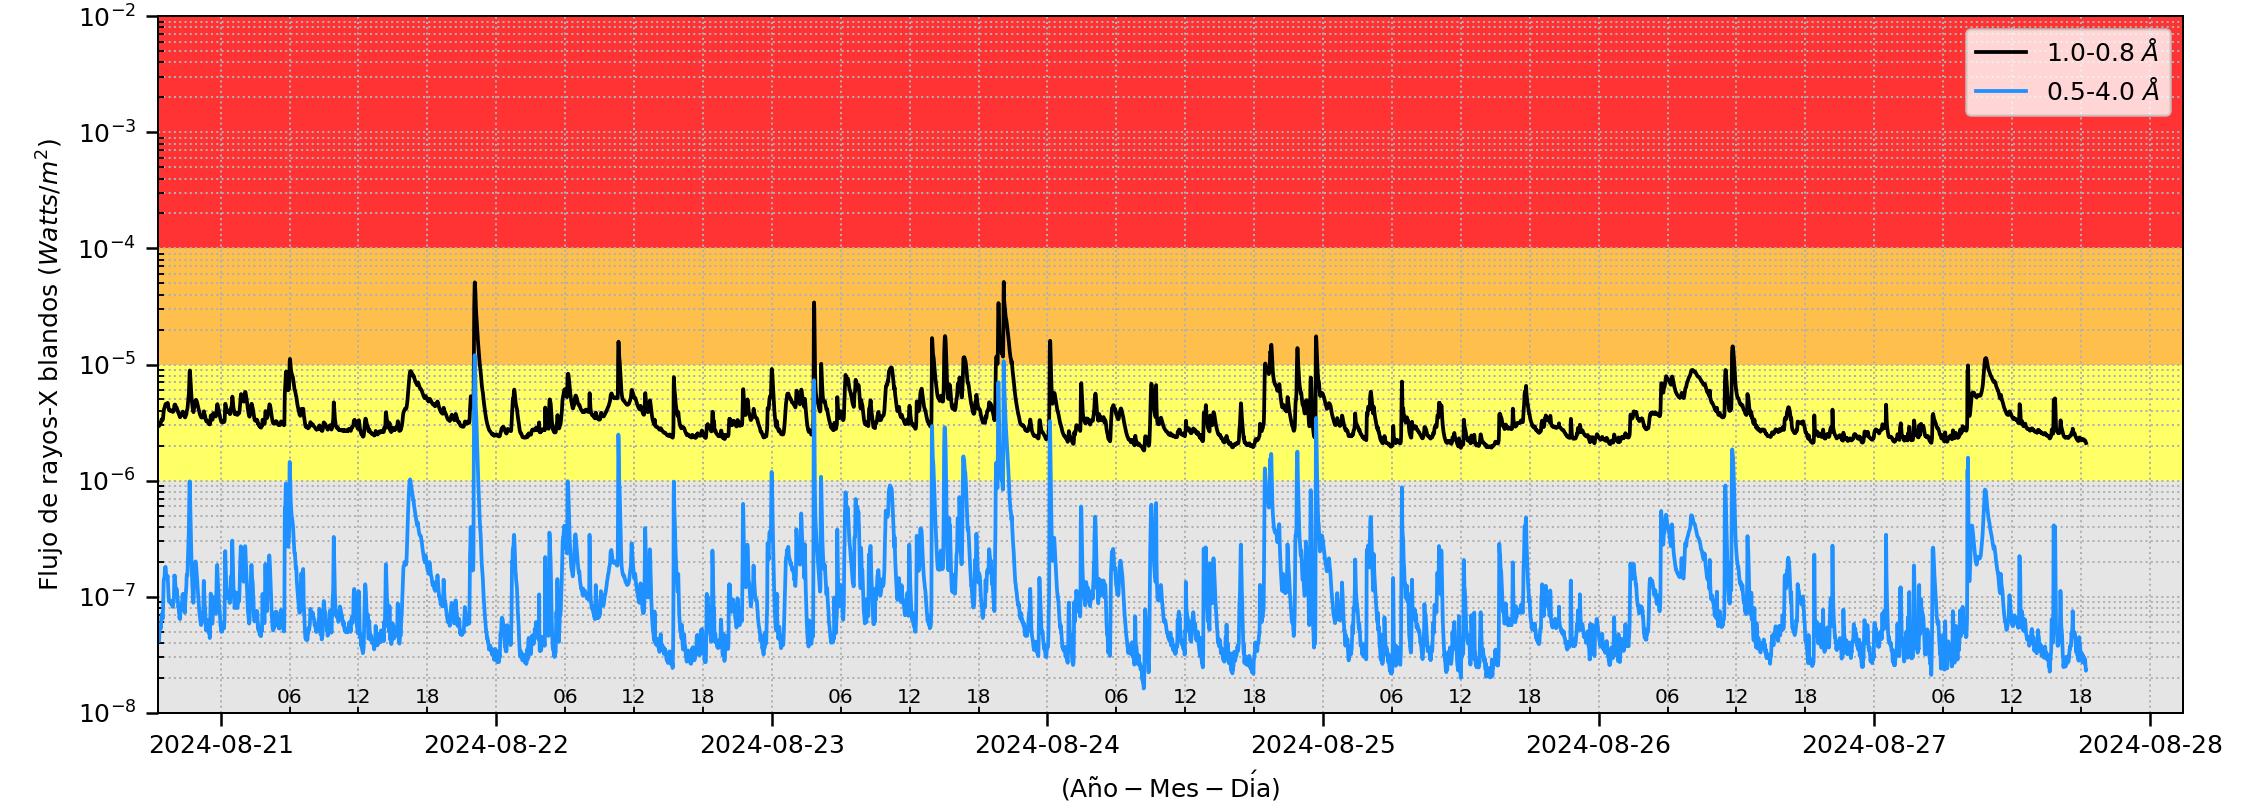 10⁻²
10⁻³
10⁻⁴
10⁻⁵
10⁻⁶
10⁻⁷
10⁻⁸
Flujo de rayos-X blandos (Watts/m²)
1.0-0.8 Å
0.5-4.0 Å
06 12 18 06 12 18 06 12 18 06 12 18 06 12 18 06 12 18 06 12 18
2024-08-21 2024-08-22 2024-08-23 2024-08-24 2024-08-25 2024-08-26 2024-08-27 2024-08-28
(Año − Mes − Día)